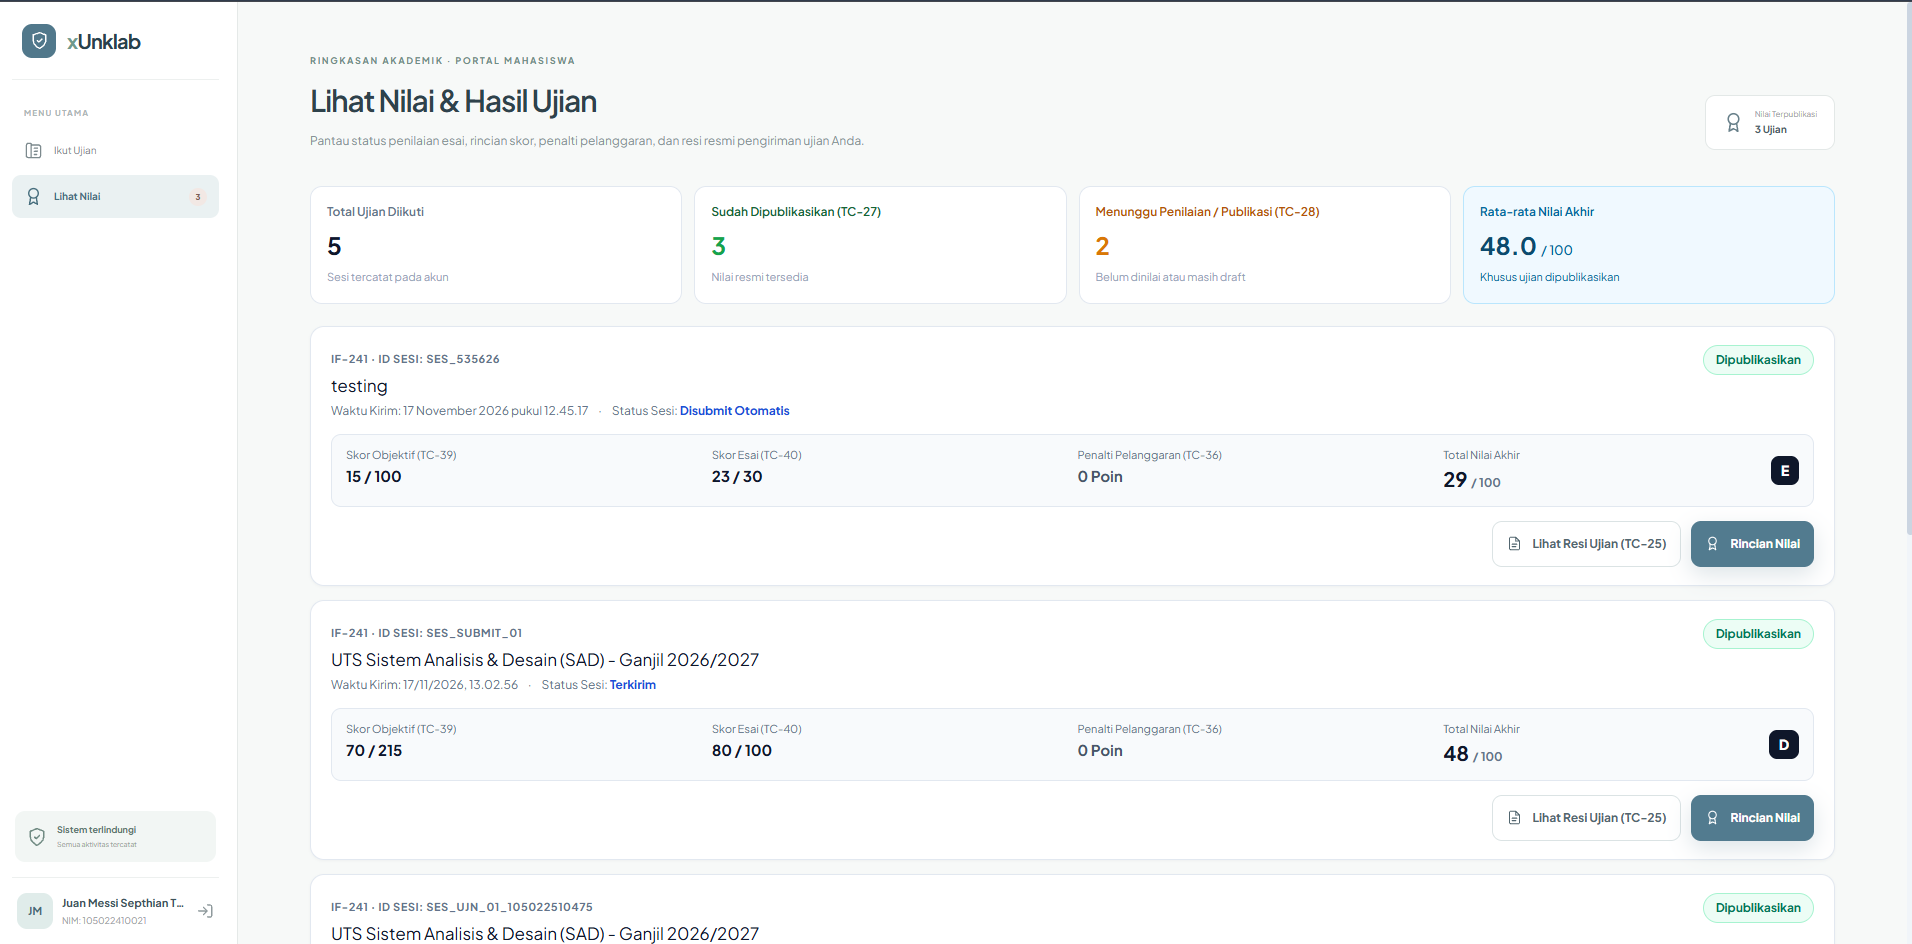 xUnklab
MENU UTAMA
Ikut Ujian
Lihat Nilai
3
Sistem terlindungi
Semua aktivitas tercatat
JM
Juan Messi Septhian T...
NIM: 105022410021
RINGKASAN AKADEMIK · PORTAL MAHASISWA
Lihat Nilai & Hasil Ujian
Pantau status penilaian esai, rincian skor, penalti pelanggaran, dan resi resmi pengiriman ujian Anda.
Nilai Terpublikasi
3 Ujian
Total Ujian Diikuti
5
Sesi tercatat pada akun
Sudah Dipublikasikan (TC-27)
3
Nilai resmi tersedia
Menunggu Penilaian / Publikasi (TC-28)
2
Belum dinilai atau masih draft
Rata-rata Nilai Akhir
48.0 / 100
Khusus ujian dipublikasikan
IF-241 · ID SESI: SES_535626
Dipublikasikan
testing
Waktu Kirim: 17 November 2026 pukul 12.45.17 · Status Sesi: Disubmit Otomatis
Skor Objektif (TC-39)
15 / 100
Skor Esai (TC-40)
23 / 30
Penalti Pelanggaran (TC-36)
0 Poin
Total Nilai Akhir
29 / 100
E
Lihat Resi Ujian (TC-25)
Rincian Nilai
IF-241 · ID SESI: SES_SUBMIT_01
Dipublikasikan
UTS Sistem Analisis & Desain (SAD) - Ganjil 2026/2027
Waktu Kirim: 17/11/2026, 13.02.56 · Status Sesi: Terkirim
Skor Objektif (TC-39)
70 / 215
Skor Esai (TC-40)
80 / 100
Penalti Pelanggaran (TC-36)
0 Poin
Total Nilai Akhir
48 / 100
D
Lihat Resi Ujian (TC-25)
Rincian Nilai
IF-241 · ID SESI: SES_UJN_01_105022510475
Dipublikasikan
UTS Sistem Analisis & Desain (SAD) - Ganjil 2026/2027